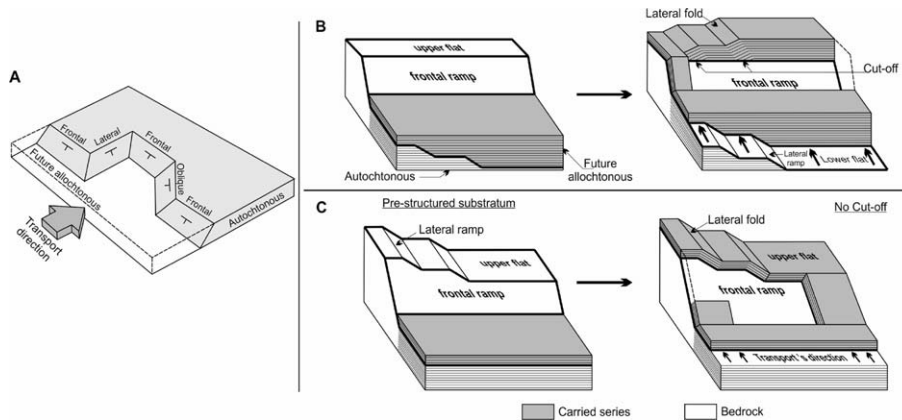 A
Frontal
Lateral
Frontal
Oblique
Frontal
Future allochtonous
Autochtonous
Transport
direction
B
upper flat
frontal ramp
Autochtonous
Future
allochtonous
Lateral fold
Cut-off
frontal ramp
Lateral
ramp
Lower flat
C
Pre-structured substratum
No Cut-off
Lateral ramp
upper flat
frontal ramp
Lateral fold
upper flat
frontal ramp
Transport's direction
Carried series
Bedrock